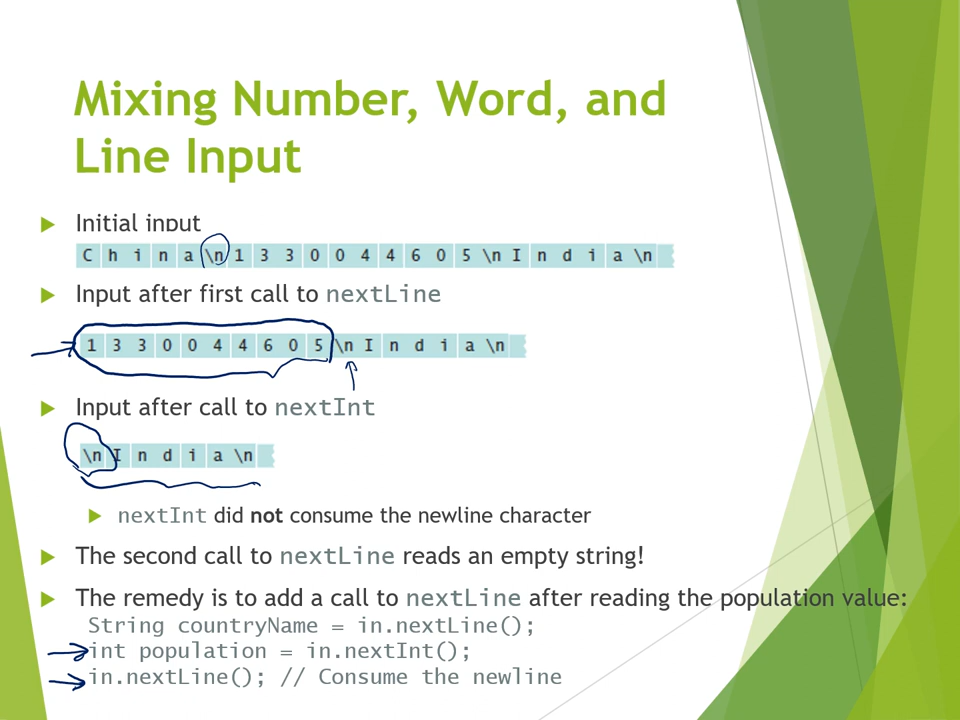 Mixing Number, Word, and
Line Input
Initial input
C h i n a \n 1 3 3 0 0 4 4 6 0 5 \n I n d i a \n
Input after first call to nextLine
1 3 3 0 0 4 4 6 0 5 \n I n d i a \n
Input after call to nextInt
\n I n d i a \n
nextInt did not consume the newline character
The second call to nextLine reads an empty string!
The remedy is to add a call to nextLine after reading the population value:
String countryName = in.nextLine();
int population = in.nextInt();
in.nextLine(); // Consume the newline